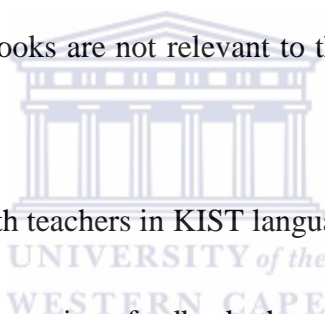 ooks are not relevant to th
th teachers in KIST langua
UNIVERSITY of the
WESTERN CAPE